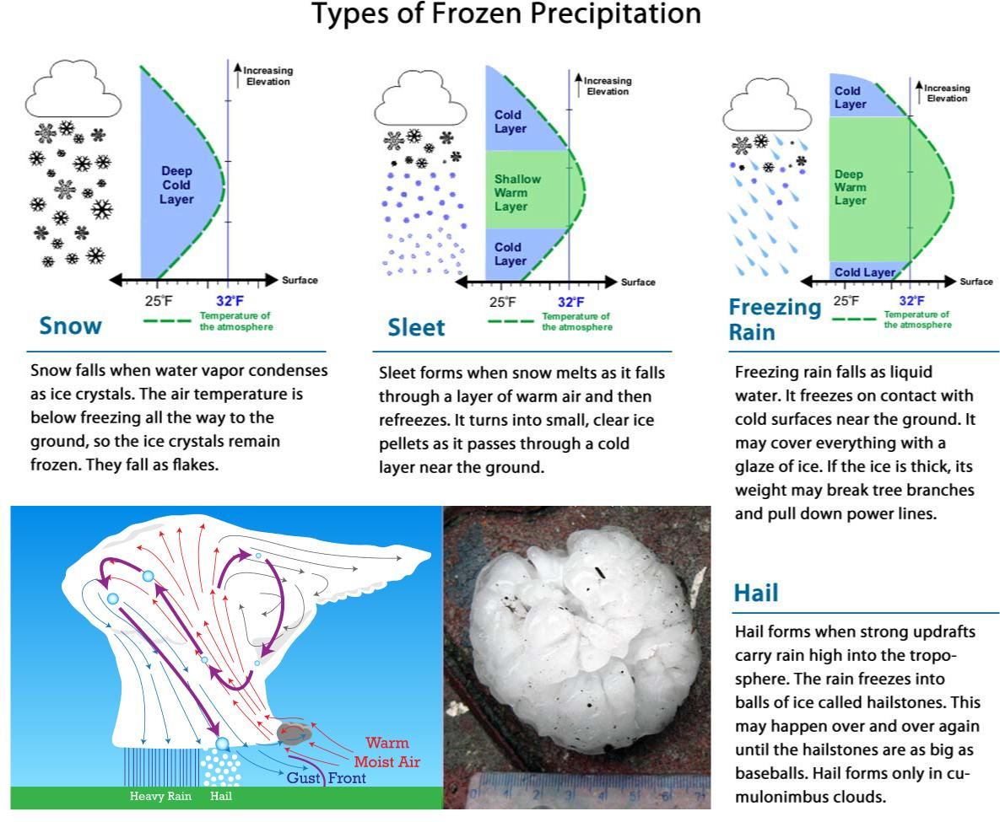 Types of Frozen Precipitation
Increasing
Elevation
Deep
Cold
Layer
Surface
25°F
32°F
Temperature of
the atmosphere
Snow
Snow falls when water vapor condenses
as ice crystals. The air temperature is
below freezing all the way to the
ground, so the ice crystals remain
frozen. They fall as flakes.
Increasing
Elevation
Cold
Layer
Shallow
Warm
Layer
Cold
Layer
Surface
25°F
32°F
Temperature of
the atmosphere
Sleet
Sleet forms when snow melts as it falls
through a layer of warm air and then
refreezes. It turns into small, clear ice
pellets as it passes through a cold
layer near the ground.
Increasing
Elevation
Cold
Layer
Deep
Warm
Layer
Cold Layer
Surface
25°F
32°F
Temperature of
the atmosphere
Freezing
Rain
Freezing rain falls as liquid
water. It freezes on contact with
cold surfaces near the ground. It
may cover everything with a
glaze of ice. If the ice is thick, its
weight may break tree branches
and pull down power lines.
Warm
Moist Air
Gust Front
Heavy Rain
Hail
0 1 2 3 4 5 6 7
Hail
Hail forms when strong updrafts
carry rain high into the tropo-
sphere. The rain freezes into
balls of ice called hailstones. This
may happen over and over again
until the hailstones are as big as
baseballs. Hail forms only in cu-
mulonimbus clouds.